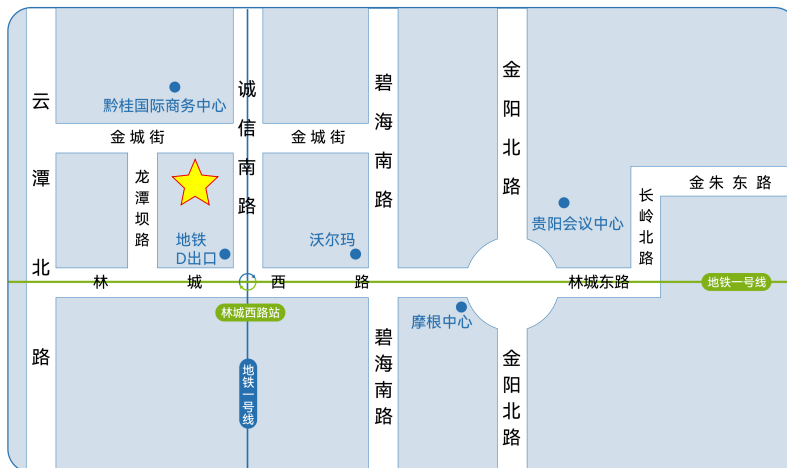 云潭北路
黔桂国际商务中心
诚信南路
碧海南路
金阳北路
金城街
金城街
龙潭坝路
地铁
D出口
沃尔玛
贵阳会议中心
长岭北路
金朱东路
林城西路
林城东路
地铁一号线
林城西路站
摩根中心
地铁一号线
碧海南路
金阳北路